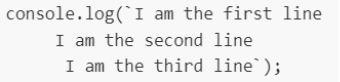 console.log(`I am the first line
     I am the second line
      I am the third line`);